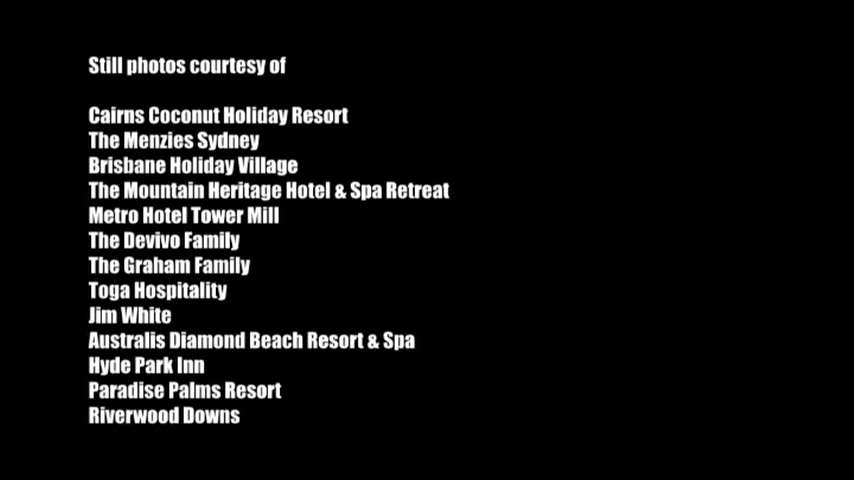 Still photos courtesy of
Cairns Coconut Holiday Resort
The Menzies Sydney
Brisbane Holiday Village
The Mountain Heritage Hotel & Spa Retreat
Metro Hotel Tower Mill
The Devivo Family
The Graham Family
Toga Hospitality
Jim White
Australis Diamond Beach Resort & Spa
Hyde Park Inn
Paradise Palms Resort
Riverwood Downs